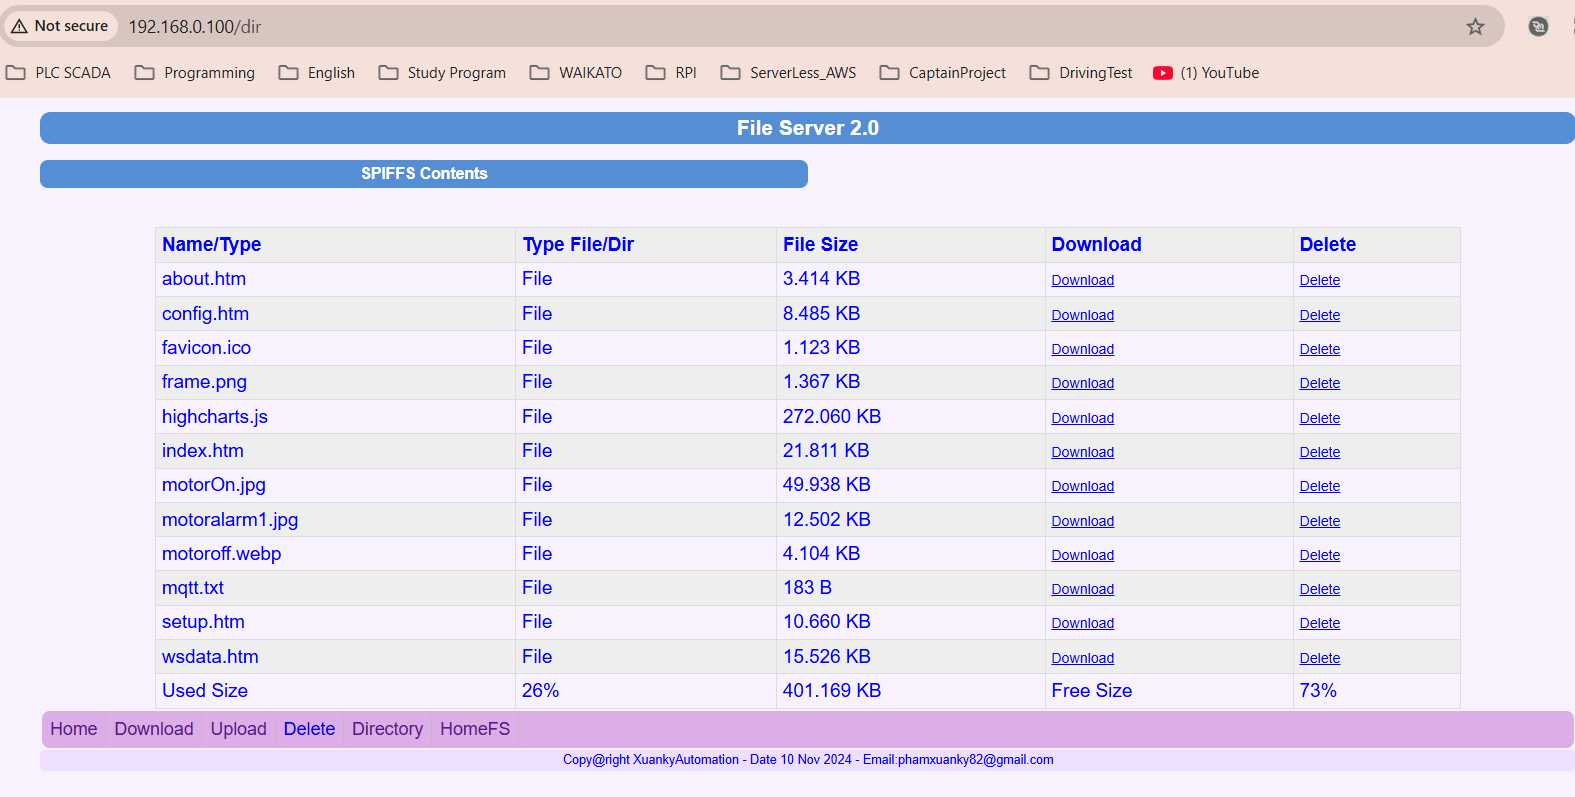 Not secure 192.168.0.100/dir
PLC SCADA Programming English Study Program WAIKATO RPI ServerLess_AWS CaptainProject DrivingTest (1) YouTube
File Server 2.0
SPIFFS Contents
Name/Type Type File/Dir File Size Download Delete
about.htm File 3.414 KB Download Delete
config.htm File 8.485 KB Download Delete
favicon.ico File 1.123 KB Download Delete
frame.png File 1.367 KB Download Delete
highcharts.js File 272.060 KB Download Delete
index.htm File 21.811 KB Download Delete
motorOn.jpg File 49.938 KB Download Delete
motoralarm1.jpg File 12.502 KB Download Delete
motoroff.webp File 4.104 KB Download Delete
mqtt.txt File 183 B Download Delete
setup.htm File 10.660 KB Download Delete
wsdata.htm File 15.526 KB Download Delete
Used Size 26% 401.169 KB Free Size 73%
Home Download Upload Delete Directory HomeFS
Copy@right XuankyAutomation - Date 10 Nov 2024 - Email:phamxuanky82@gmail.com